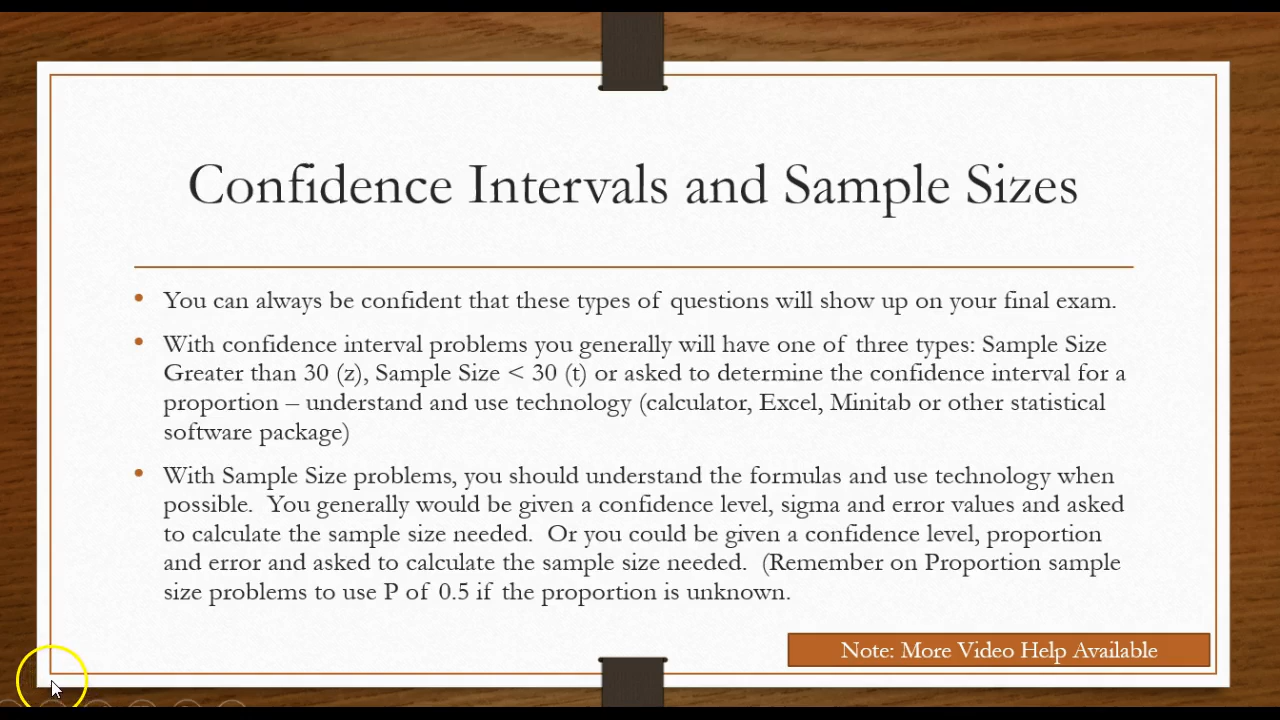 Confidence Intervals and Sample Sizes
• You can always be confident that these types of questions will show up on your final exam.
• With confidence interval problems you generally will have one of three types: Sample Size
Greater than 30 (z), Sample Size < 30 (t) or asked to determine the confidence interval for a
proportion – understand and use technology (calculator, Excel, Minitab or other statistical
software package)
• With Sample Size problems, you should understand the formulas and use technology when
possible.  You generally would be given a confidence level, sigma and error values and asked
to calculate the sample size needed.  Or you could be given a confidence level, proportion
and error and asked to calculate the sample size needed.  (Remember on Proportion sample
size problems to use P of 0.5 if the proportion is unknown.
Note: More Video Help Available